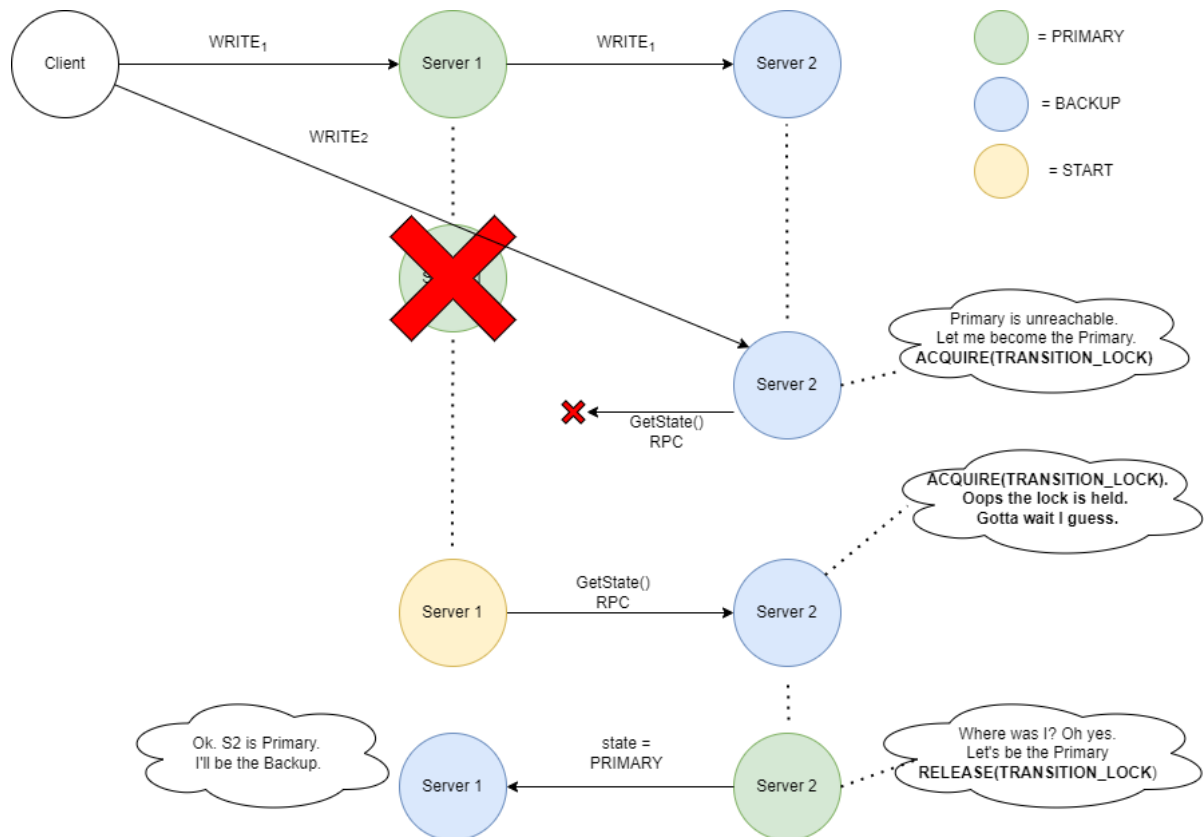 Client
WRITE1
Server 1
WRITE1
Server 2
= PRIMARY
= BACKUP
= START
WRITE2
Primary is unreachable.
Let me become the Primary.
ACQUIRE(TRANSITION_LOCK)
Server 2
GetState()
RPC
ACQUIRE(TRANSITION_LOCK).
Oops the lock is held.
Gotta wait I guess.
Server 1
GetState()
RPC
Server 2
Ok. S2 is Primary.
I'll be the Backup.
Server 1
state =
PRIMARY
Server 2
Where was I? Oh yes.
Let's be the Primary
RELEASE(TRANSITION_LOCK)